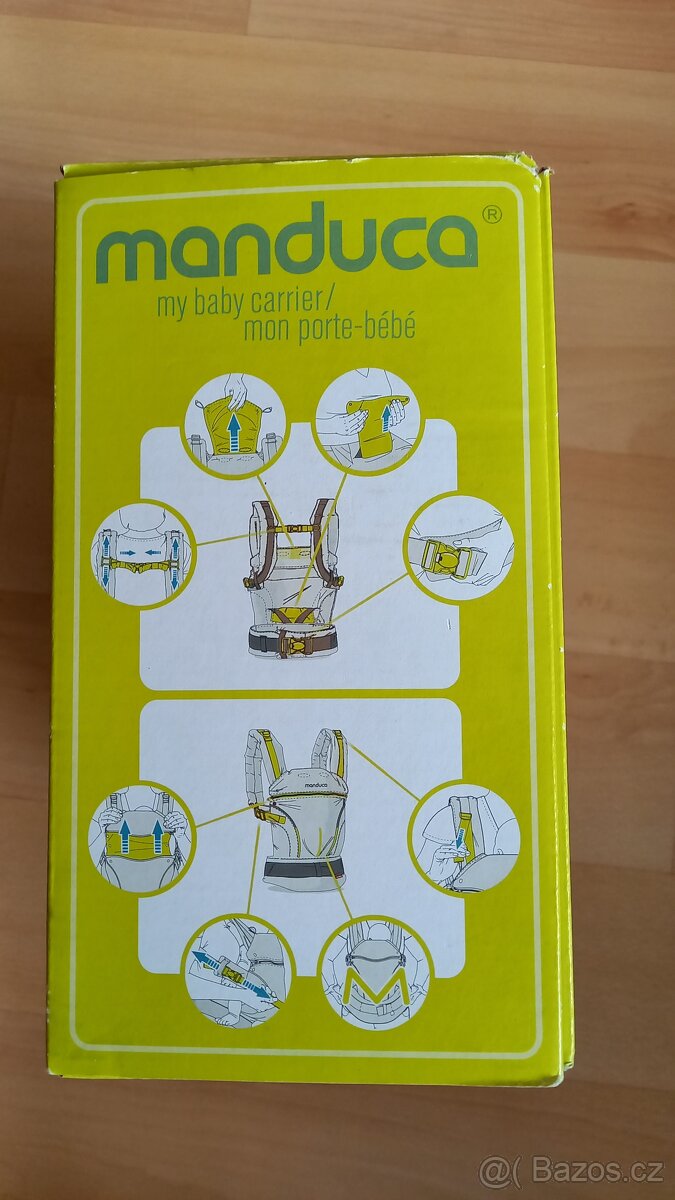 manduca®
my baby carrier/
mon porte-bébé
manduca
M
@( Bazos.cz